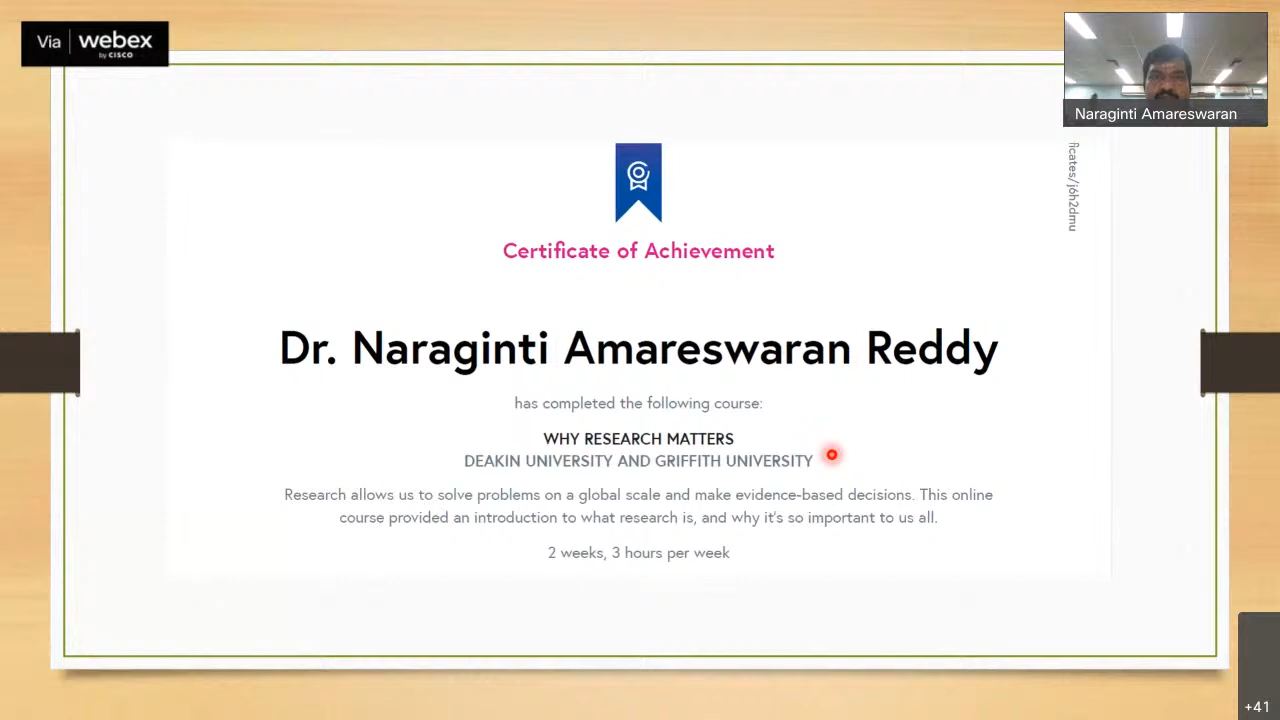 Via webex
by CISCO
Naraginti Amareswaran
ficates/j6h2dmu
Certificate of Achievement
Dr. Naraginti Amareswaran Reddy
has completed the following course:
WHY RESEARCH MATTERS
DEAKIN UNIVERSITY AND GRIFFITH UNIVERSITY
Research allows us to solve problems on a global scale and make evidence-based decisions. This online
course provided an introduction to what research is, and why it's so important to us all.
2 weeks, 3 hours per week
+41